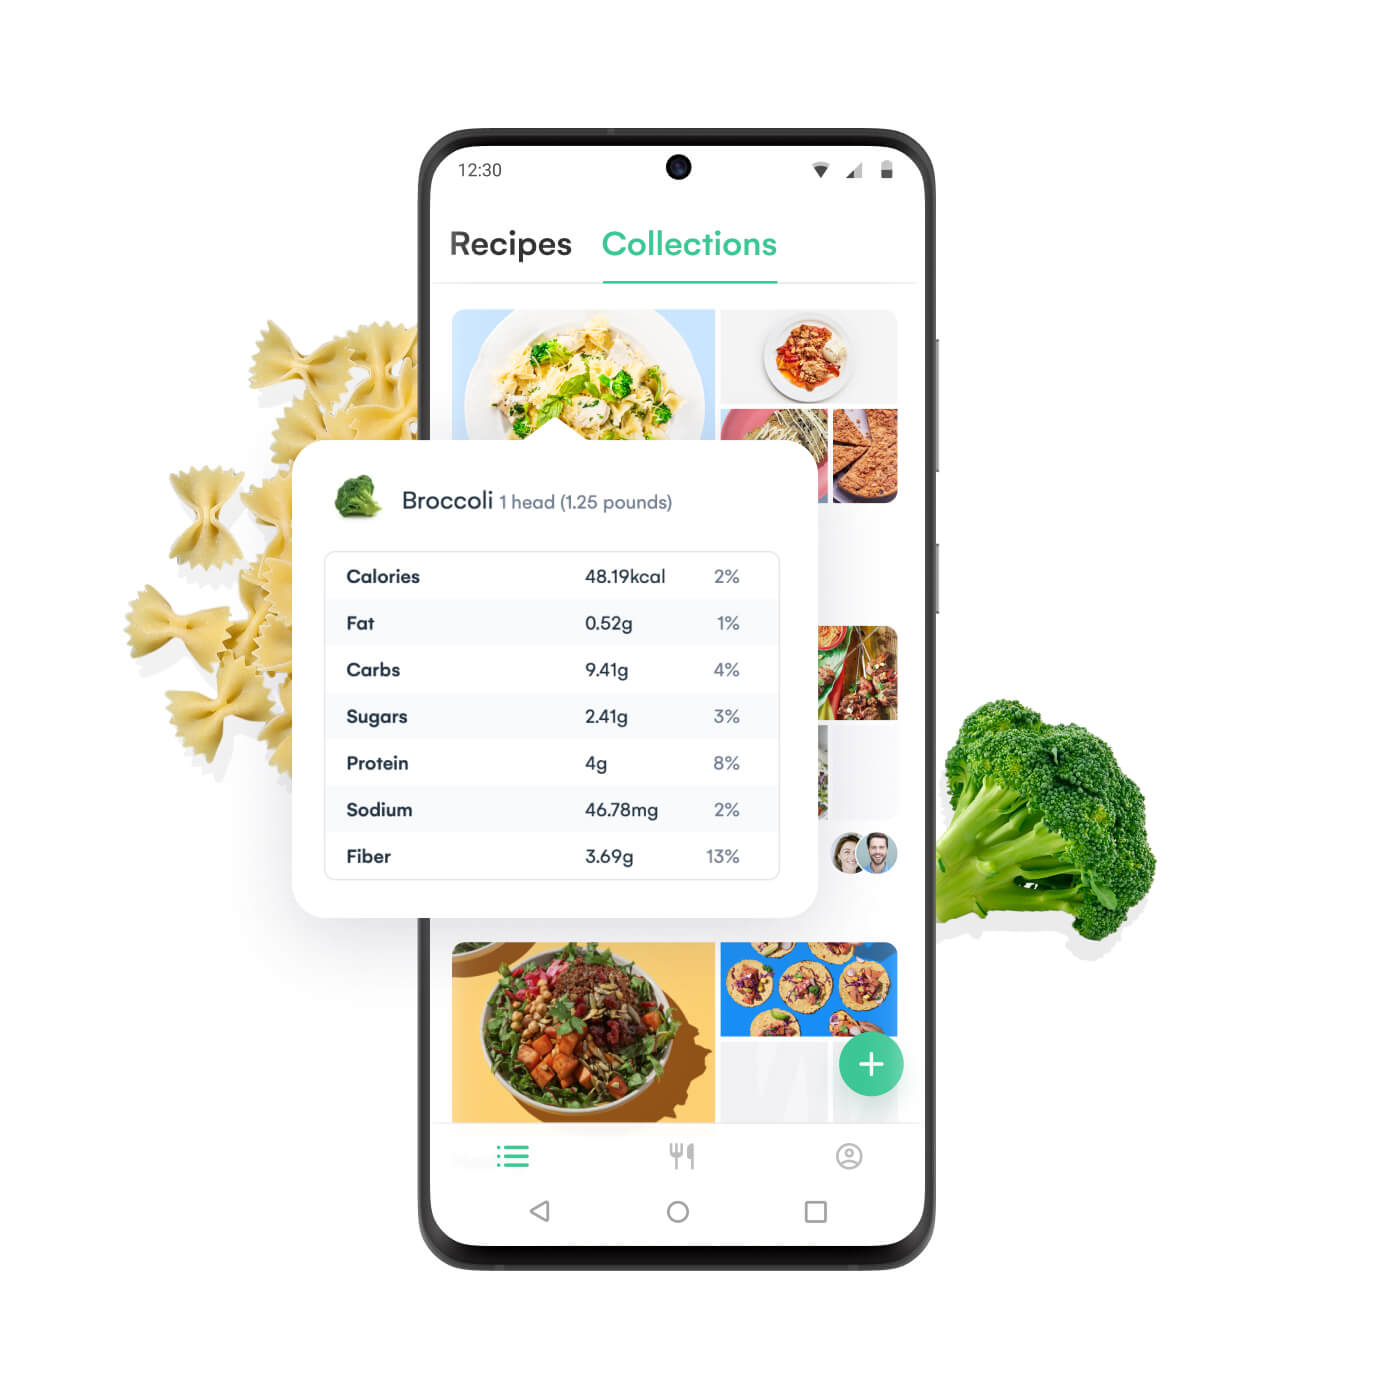 12:30
Recipes Collections
Broccoli 1 head (1.25 pounds)
Calories 48.19kcal 2%
Fat 0.52g 1%
Carbs 9.41g 4%
Sugars 2.41g 3%
Protein 4g 8%
Sodium 46.78mg 2%
Fiber 3.69g 13%